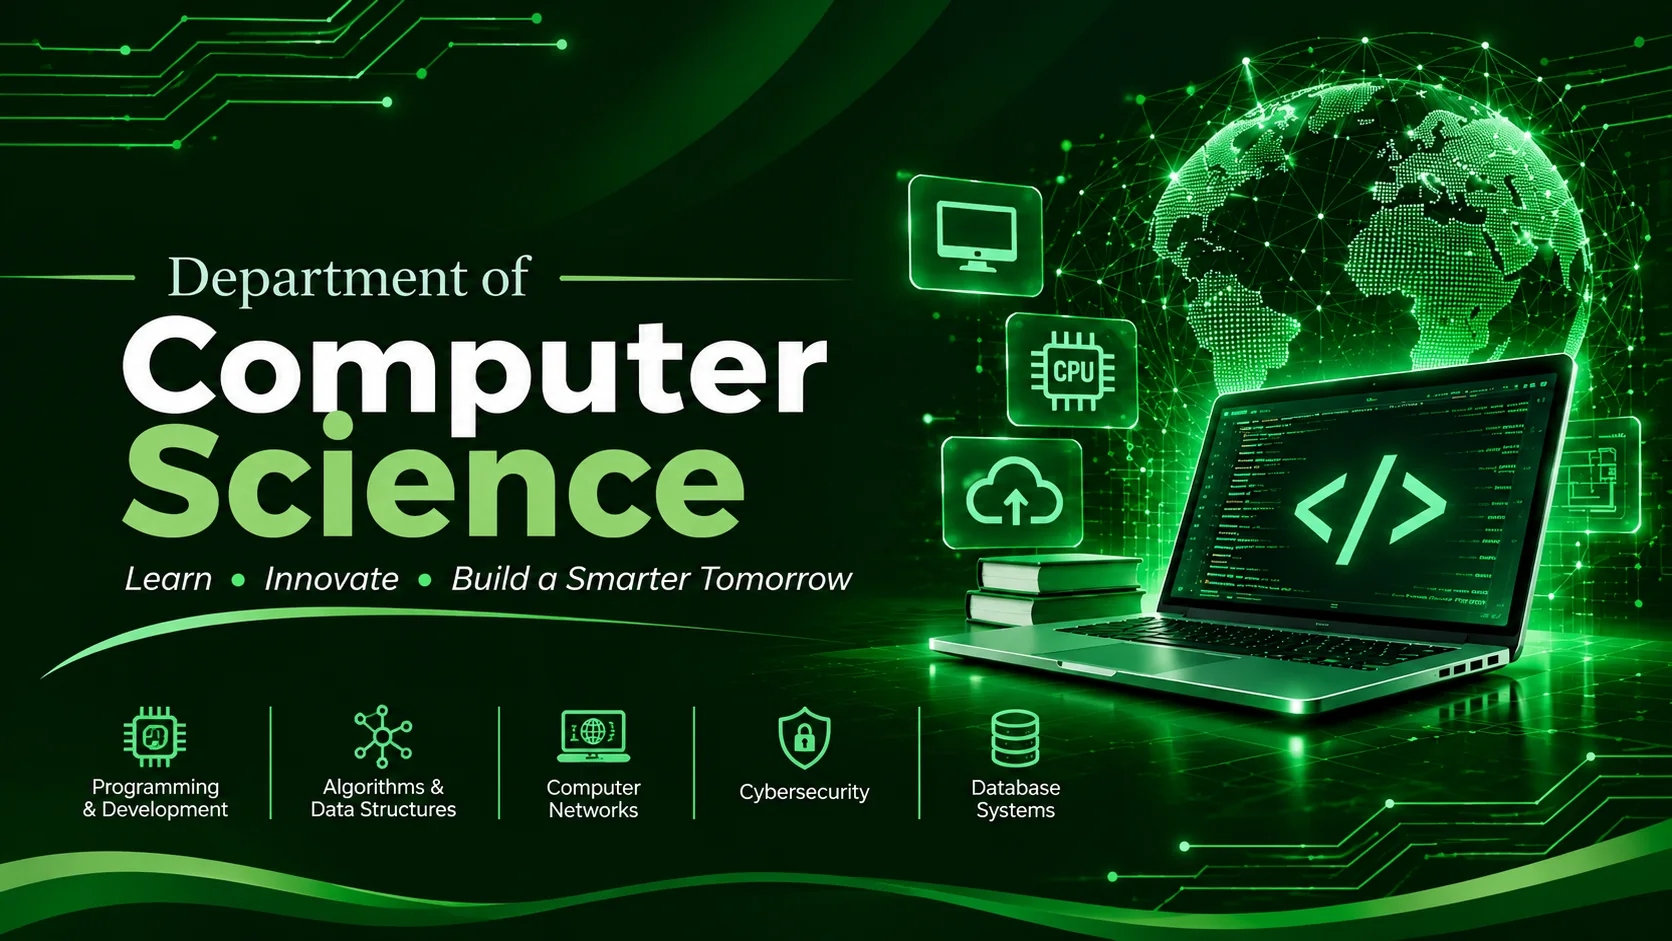 Department of
Computer
Science
Learn • Innovate • Build a Smarter Tomorrow
CPU
</>
Programming
& Development
Algorithms &
Data Structures
Computer
Networks
Cybersecurity
Database
Systems